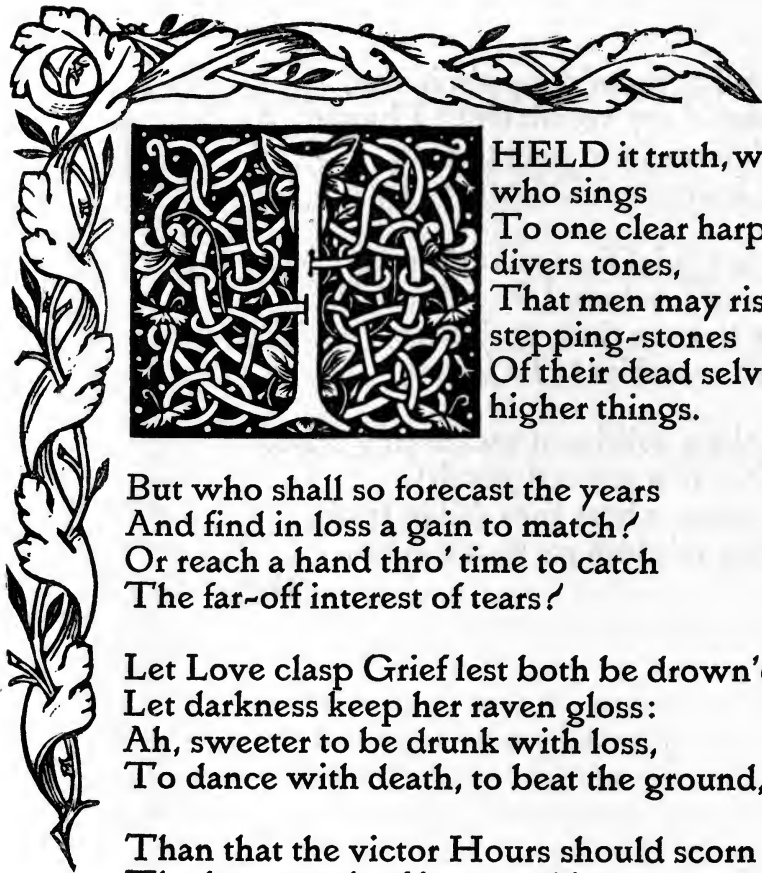 I HELD it truth, w
who sings
To one clear harp
divers tones,
That men may ris
stepping-stones
Of their dead selv
higher things.
But who shall so forecast the years
And find in loss a gain to match?
Or reach a hand thro' time to catch
The far-off interest of tears?
Let Love clasp Grief lest both be drown'd
Let darkness keep her raven gloss:
Ah, sweeter to be drunk with loss,
To dance with death, to beat the ground,
Than that the victor Hours should scorn